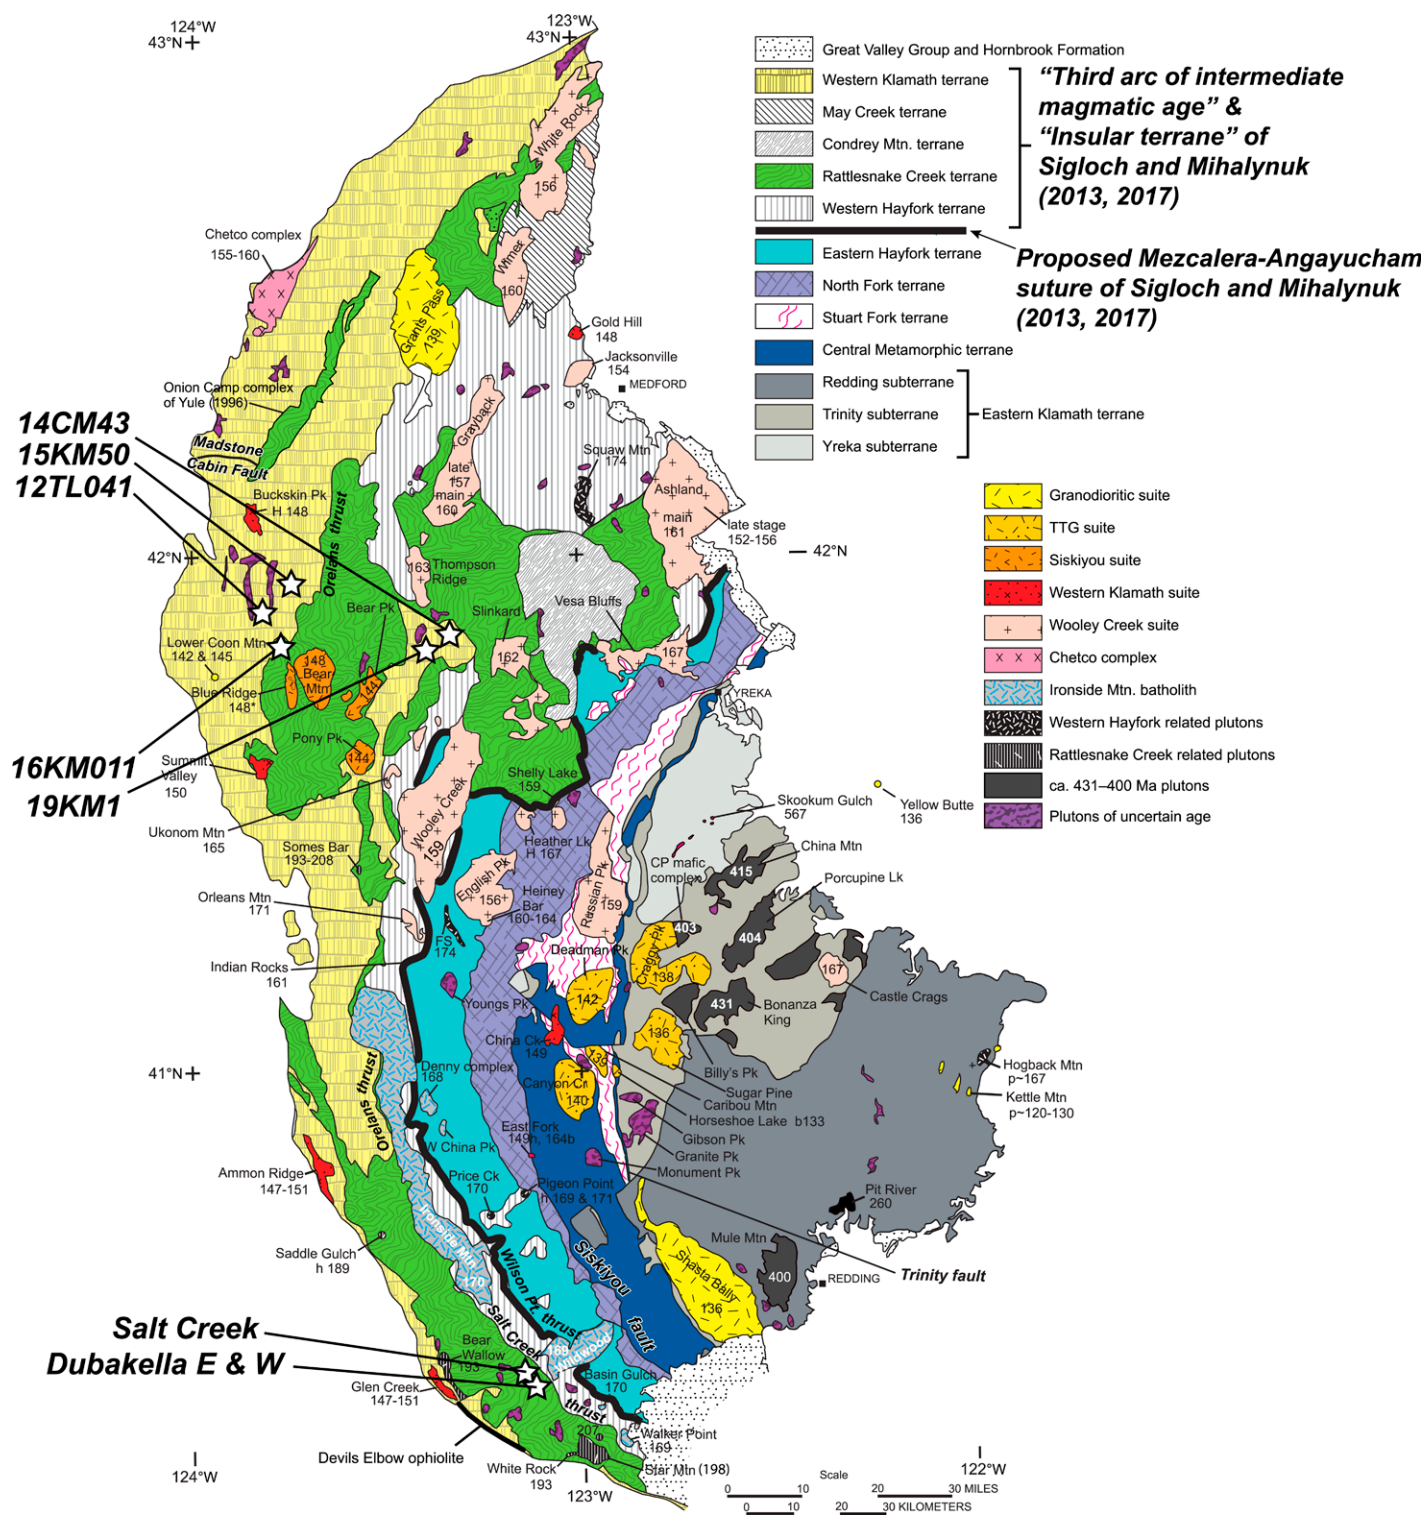 124°W
43°N
123°W
43°N
Great Valley Group and Hornbrook Formation
Western Klamath terrane
May Creek terrane
Condrey Mtn. terrane
Rattlesnake Creek terrane
Western Hayfork terrane
Eastern Hayfork terrane
North Fork terrane
Stuart Fork terrane
Central Metamorphic terrane
Redding subterrane
Trinity subterrane
Yreka subterrane
Eastern Klamath terrane
“Third arc of intermediate
magmatic age” &
“Insular terrane” of
Sigloch and Mihalynuk
(2013, 2017)
Proposed Mezcalera-Angayucham
suture of Sigloch and Mihalynuk
(2013, 2017)
Granodioritic suite
TTG suite
Siskiyou suite
Western Klamath suite
Wooley Creek suite
Chetco complex
Ironside Mtn. batholith
Western Hayfork related plutons
Rattlesnake Creek related plutons
ca. 431–400 Ma plutons
Plutons of uncertain age
White Rock
156
Wimer
160
Chetco complex
155-160
Grants Pass
139
Gold Hill
148
Jacksonville
154
MEDFORD
Onion Camp complex
of Yule (1996)
14CM43
15KM50
12TL041
Madstone
Cabin Fault
Grayback
late
157
main
160
Squaw Mtn
174
Buckskin Pk
H 148
Orelans thrust
Ashland
main
161
late stage
152-156
42°N
42°N
163
Thompson
Ridge
Bear Pk
Slinkard
162
Vesa Bluffs
167
Lower Coon Mtn
142 & 145
148
Bear
Mtm
144
Blue Ridge
148*
YREKA
Pony Pk
144
Summit
Valley
150
16KM011
19KM1
Shelly Lake
159
Ukonom Mtn
165
Wooley Creek
159
Skookum Gulch
567
Yellow Butte
136
Somes Bar
193-208
Heather Lk
H 167
CP mafic
complex
China Mtn
415
Porcupine Lk
English Pk
156
Heiney
Bar
160-164
Russian Pk
159
Orleans Mtn
171
FS
174
403
404
Deadman Pk
Craggy Pk
138
167
Castle Crags
Indian Rocks
161
Youngs Pk
142
431
Bonanza
King
China Ck
149
136
41°N
Denny complex
168
139
Canyon Cr
140
Billy's Pk
Sugar Pine
Caribou Mtn
Horseshoe Lake b133
Gibson Pk
Granite Pk
Monument Pk
Hogback Mtn
p~167
Kettle Mtn
p~120-130
Orelans thrust
W China Pk
East Fork
149h, 164b
Ammon Ridge
147-151
Price Ck
170
Pigeon Point
h 169 & 171
Pit River
260
Saddle Gulch
h 189
Ironside Mtn
170
Wilson Pt. thrust
Siskiyou
fault
Mule Mtn
400
Trinity fault
REDDING
Shasta Bally
136
Salt Creek
Dubakella E & W
Salt Creek
thrust
Bear
Wallow
193
169
Wildwood
Basin Gulch
170
Glen Creek
147-151
Devils Elbow ophiolite
207
Walker Point
169
White Rock
193
Star Mtn (198)
124°W
123°W
122°W
Scale
0 10 20 30 MILES
0 10 20 30 KILOMETERS